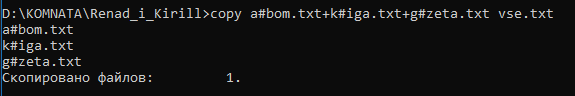 D:\KOMNATA\Renad_i_Kirill>copy a#bom.txt+k#iga.txt+g#zeta.txt vse.txt
a#bom.txt
k#iga.txt
g#zeta.txt
Скопировано файлов:         1.